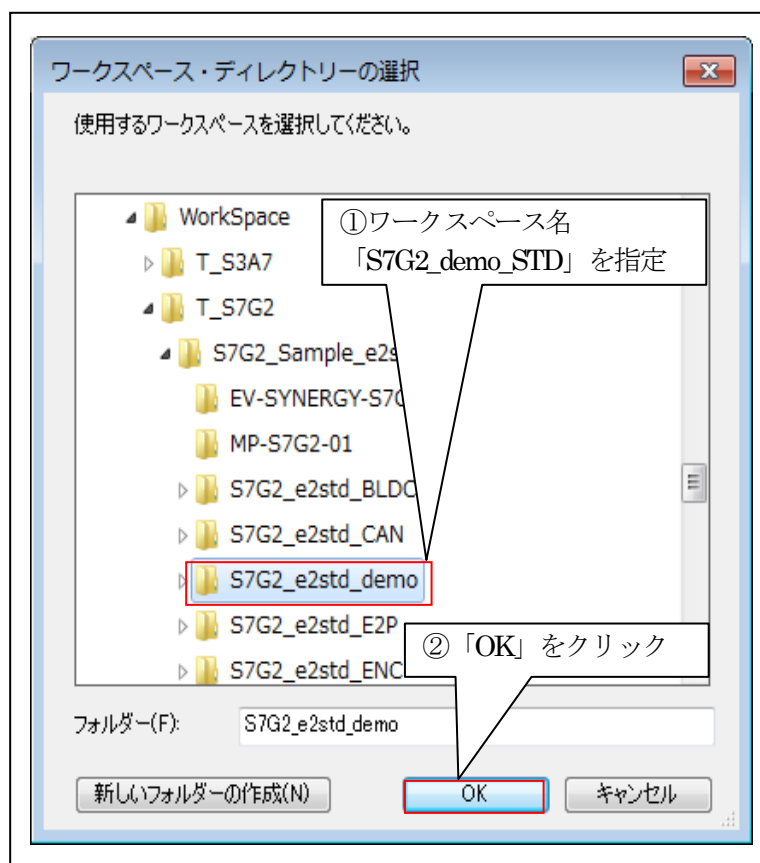 ワークスペース・ディレクトリーの選択
使用するワークスペースを選択してください。
WorkSpace
①ワークスペース名
「S7G2_demo_STD」を指定
T_S3A7
T_S7G2
S7G2_Sample_e2s
EV-SYNERGY-S7G
MP-S7G2-01
S7G2_e2std_BLDC
S7G2_e2std_CAN
S7G2_e2std_demo
S7G2_e2std_E2P
②「OK」をクリック
S7G2_e2std_ENC
フォルダー(F):
S7G2_e2std_demo
新しいフォルダーの作成(N)
OK
キャンセル